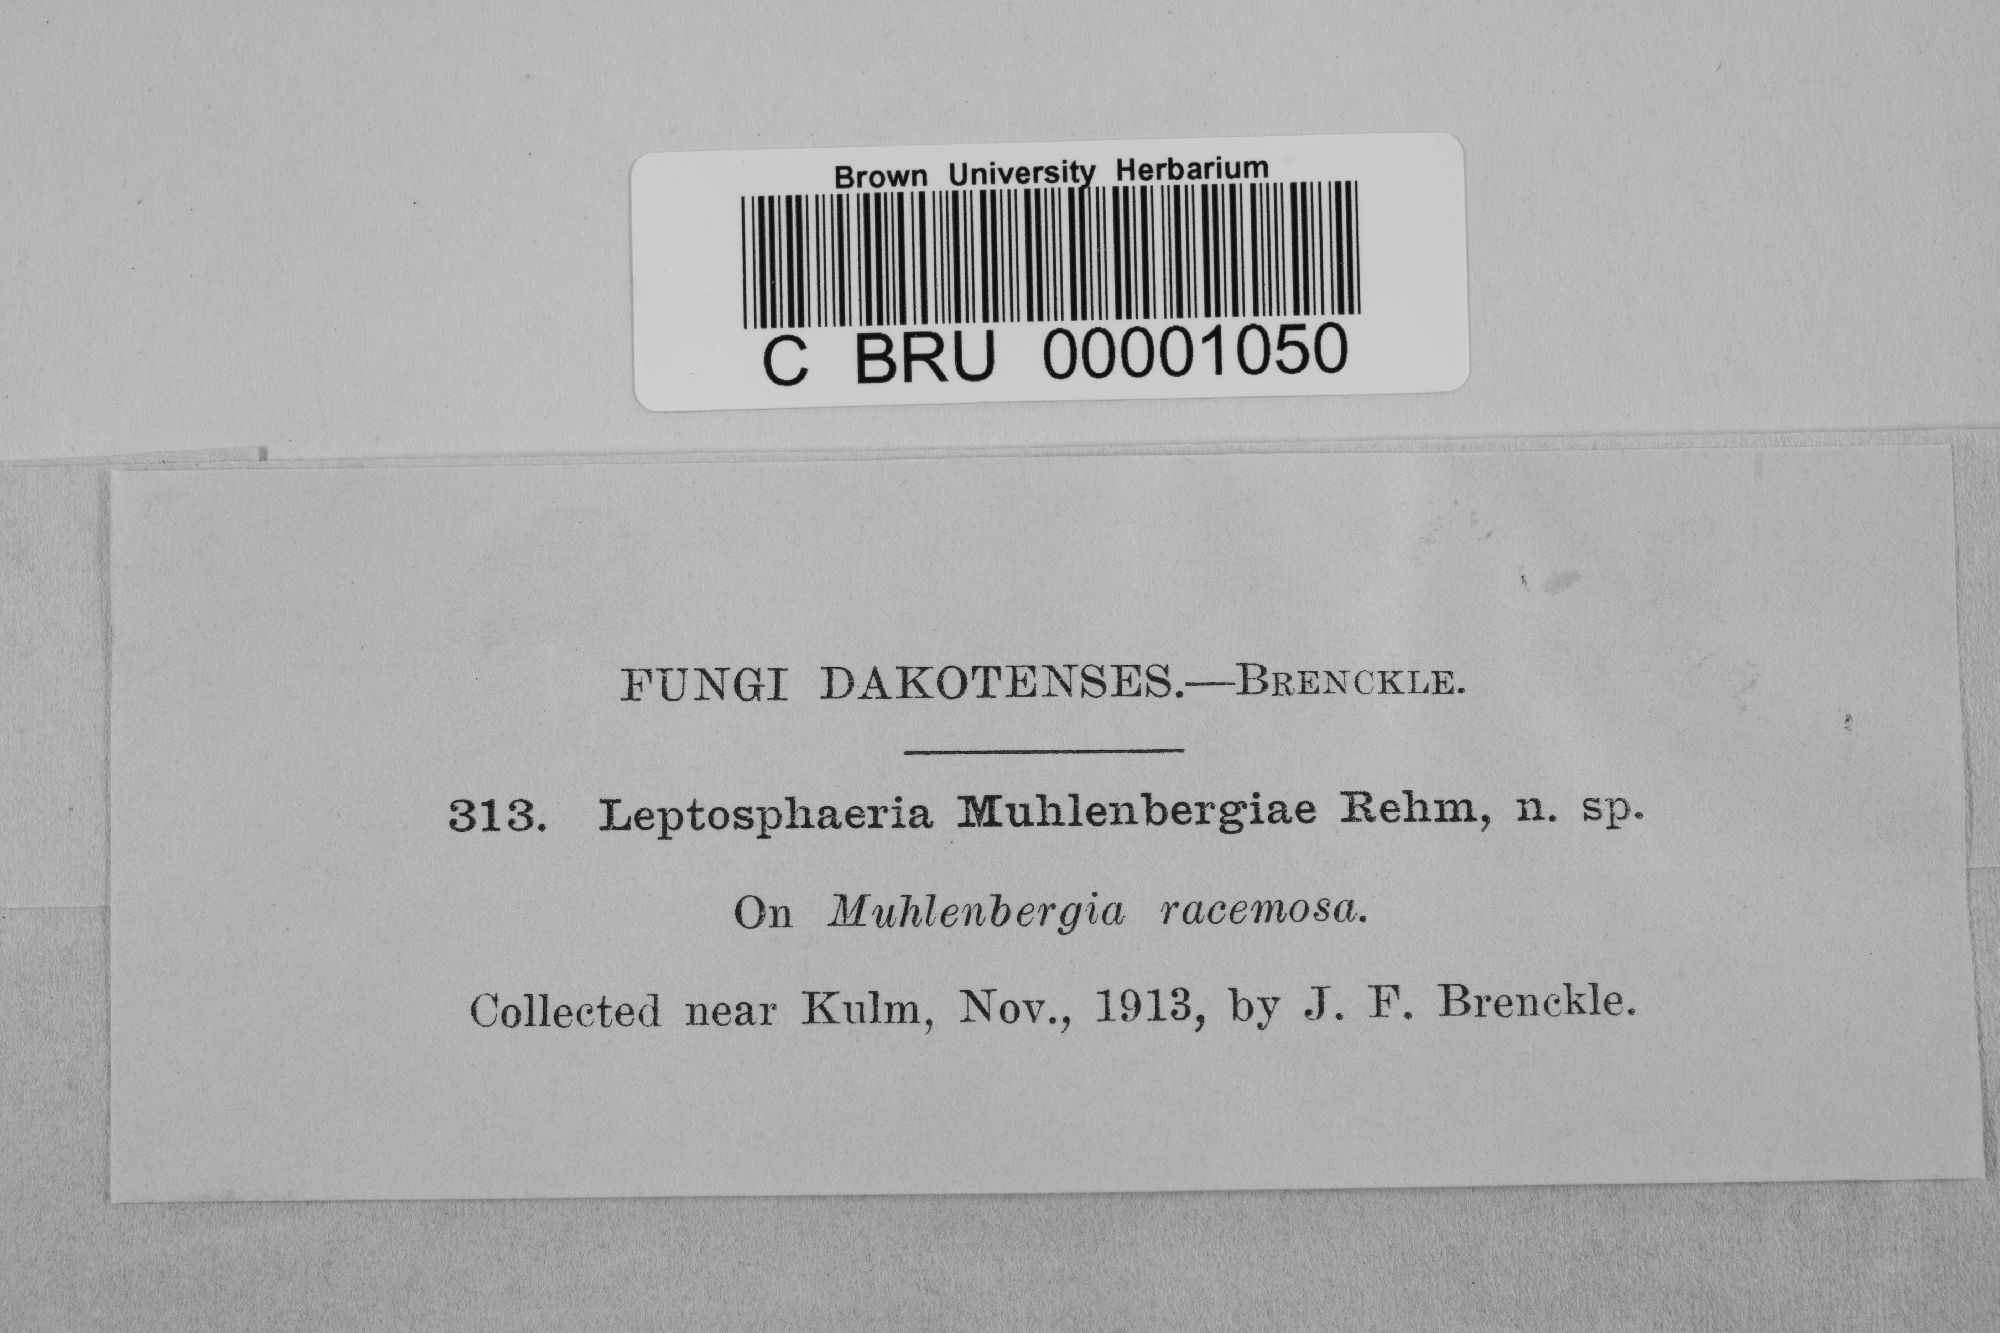 Brown University Herbarium
C BRU 00001050
FUNGI DAKOTENSES.—BRENCKLE.
313. Leptosphaeria Muhlenbergiae Rehm, n. sp.
On Muhlenbergia racemosa.
Collected near Kulm, Nov., 1913, by J. F. Brenckle.